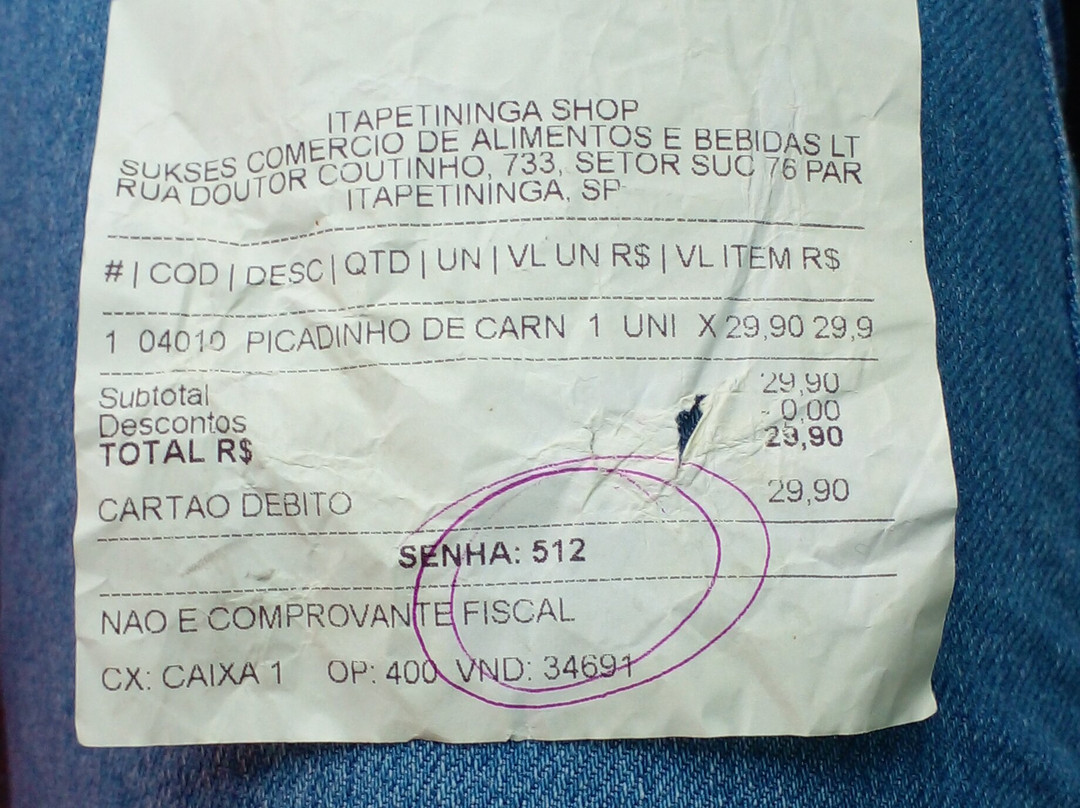 ITAPETININGA SHOP
SUKSES COMERCIO DE ALIMENTOS E BEBIDAS LT
RUA DOUTOR COUTINHO, 733, SETOR SUC 76 PAR
ITAPETININGA, SP
# | COD | DESC | QTD | UN | VL UN R$ | VL ITEM R$
1 04010 PICADINHO DE CARN 1 UNI X 29,90 29,9
Subtotal 29,90
Descontos - 0,00
TOTAL R$ 29,90
CARTAO DEBITO 29,90
SENHA: 512
NAO E COMPROVANTE FISCAL
CX: CAIXA 1 OP: 400 VND: 34691